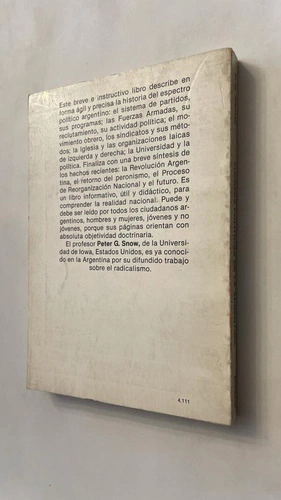 Este breve e instructivo libro describe en
forma ágil y precisa la historia del espectro
político argentino: el sistema de partidos,
sus programas; las Fuerzas Armadas, su
reclutamiento, su actividad política; el mo-
vimiento obrero, los sindicatos y sus méto-
dos; la Iglesia y las organizaciones laicas
de izquierda y derecha; la Universidad y la
política. Finaliza con una breve síntesis de
los hechos recientes: la Revolución Argen-
tina, el retorno del peronismo, el Proceso
de Reorganización Nacional y el futuro. Es
un libro informativo, útil y didáctico, para
comprender la realidad nacional. Puede y
debe ser leído por todos los ciudadanos ar-
gentinos, hombres y mujeres, jóvenes y no
jóvenes, porque sus páginas orientan con
absoluta objetividad doctrinaria.
El profesor Peter G. Snow, de la Universi-
dad de Iowa, Estados Unidos, es ya conoci-
do en la Argentina por su difundido trabajo
sobre el radicalismo.
4.111